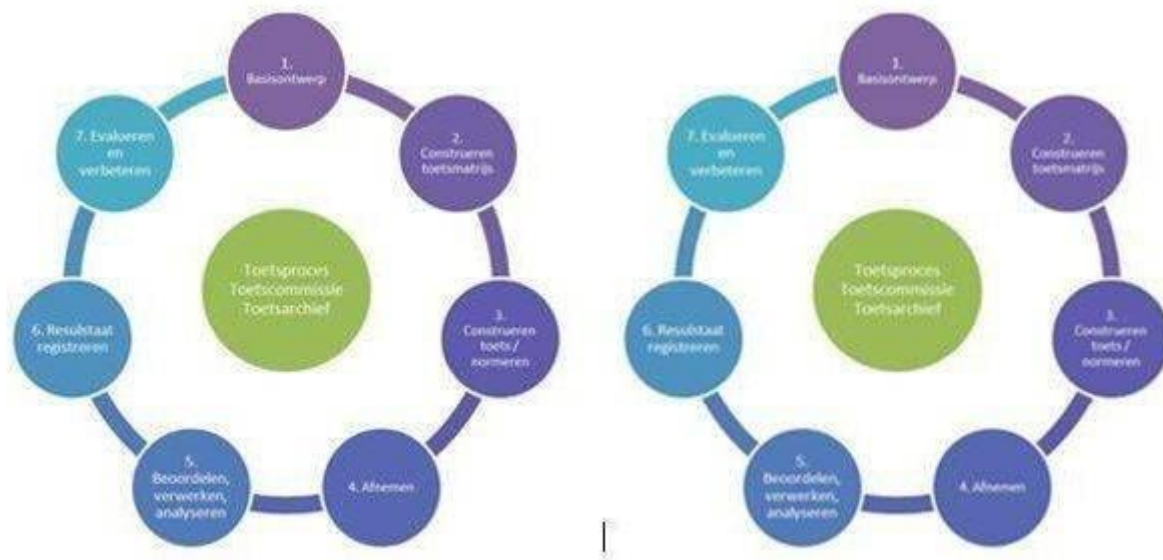 1.
Basisontwerp
2.
Construeren
toetsmatrijs
3.
Construeren
toets /
normeren
4. Afnemen
5.
Beoordelen,
verwerken,
analyseren
6. Resulstaat
registreren
7. Evalueren
en
verbeteren
Toetsproces
Toetscommissie
Toetsarchief
1.
Basisontwerp
2.
Construeren
toetsmatrijs
3.
Construeren
toets /
normeren
4. Afnemen
5.
Beoordelen,
verwerken,
analyseren
6. Resulstaat
registreren
7. Evalueren
en
verbeteren
Toetsproces
Toetscommissie
Toetsarchief